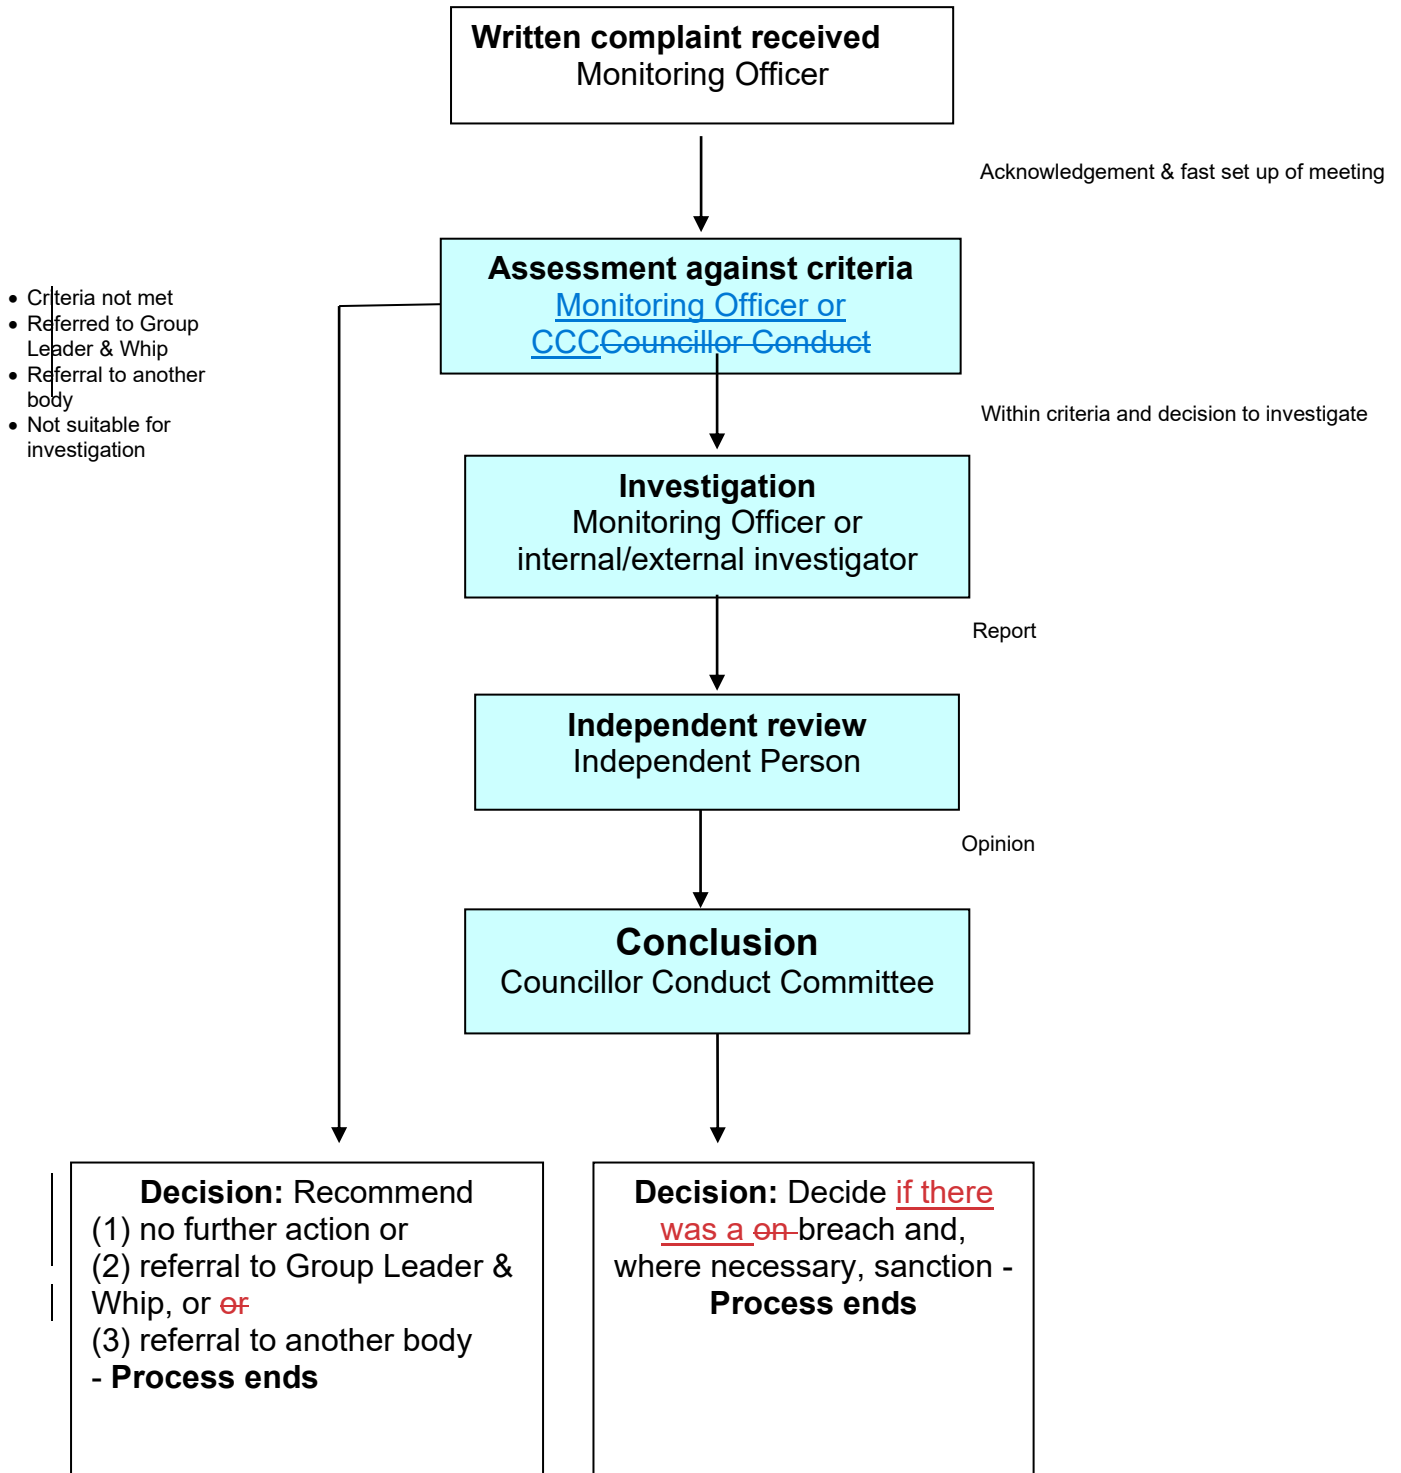 Written complaint received
Monitoring Officer
Acknowledgement & fast set up of meeting
Assessment against criteria
Monitoring Officer or
CCCCouncillor Conduct
• Criteria not met
• Referred to Group
Leader & Whip
• Referral to another
body
• Not suitable for
investigation
Within criteria and decision to investigate
Investigation
Monitoring Officer or
internal/external investigator
Report
Independent review
Independent Person
Opinion
Conclusion
Councillor Conduct Committee
Decision: Recommend
(1) no further action or
(2) referral to Group Leader &
Whip, or or
(3) referral to another body
- Process ends
Decision: Decide if there
was a on breach and,
where necessary, sanction -
Process ends